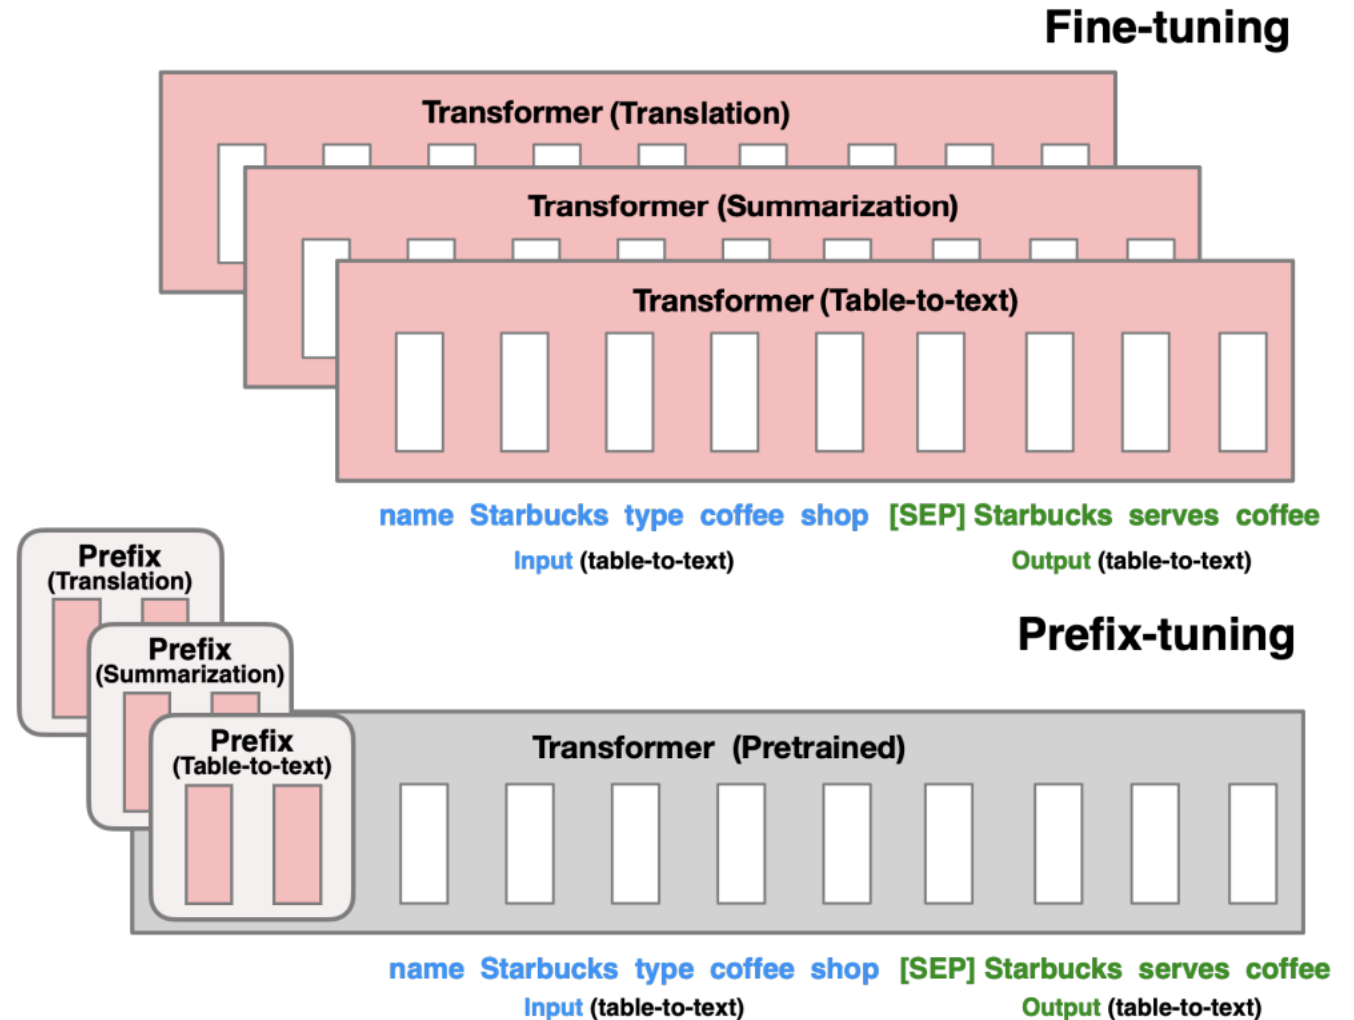 Fine-tuning
Transformer (Translation)
Transformer (Summarization)
Transformer (Table-to-text)
name Starbucks type coffee shop [SEP] Starbucks serves coffee
Input (table-to-text) Output (table-to-text)
Prefix
(Translation)
Prefix-tuning
Prefix
(Summarization)
Prefix
(Table-to-text)
Transformer (Pretrained)
name Starbucks type coffee shop [SEP] Starbucks serves coffee
Input (table-to-text) Output (table-to-text)